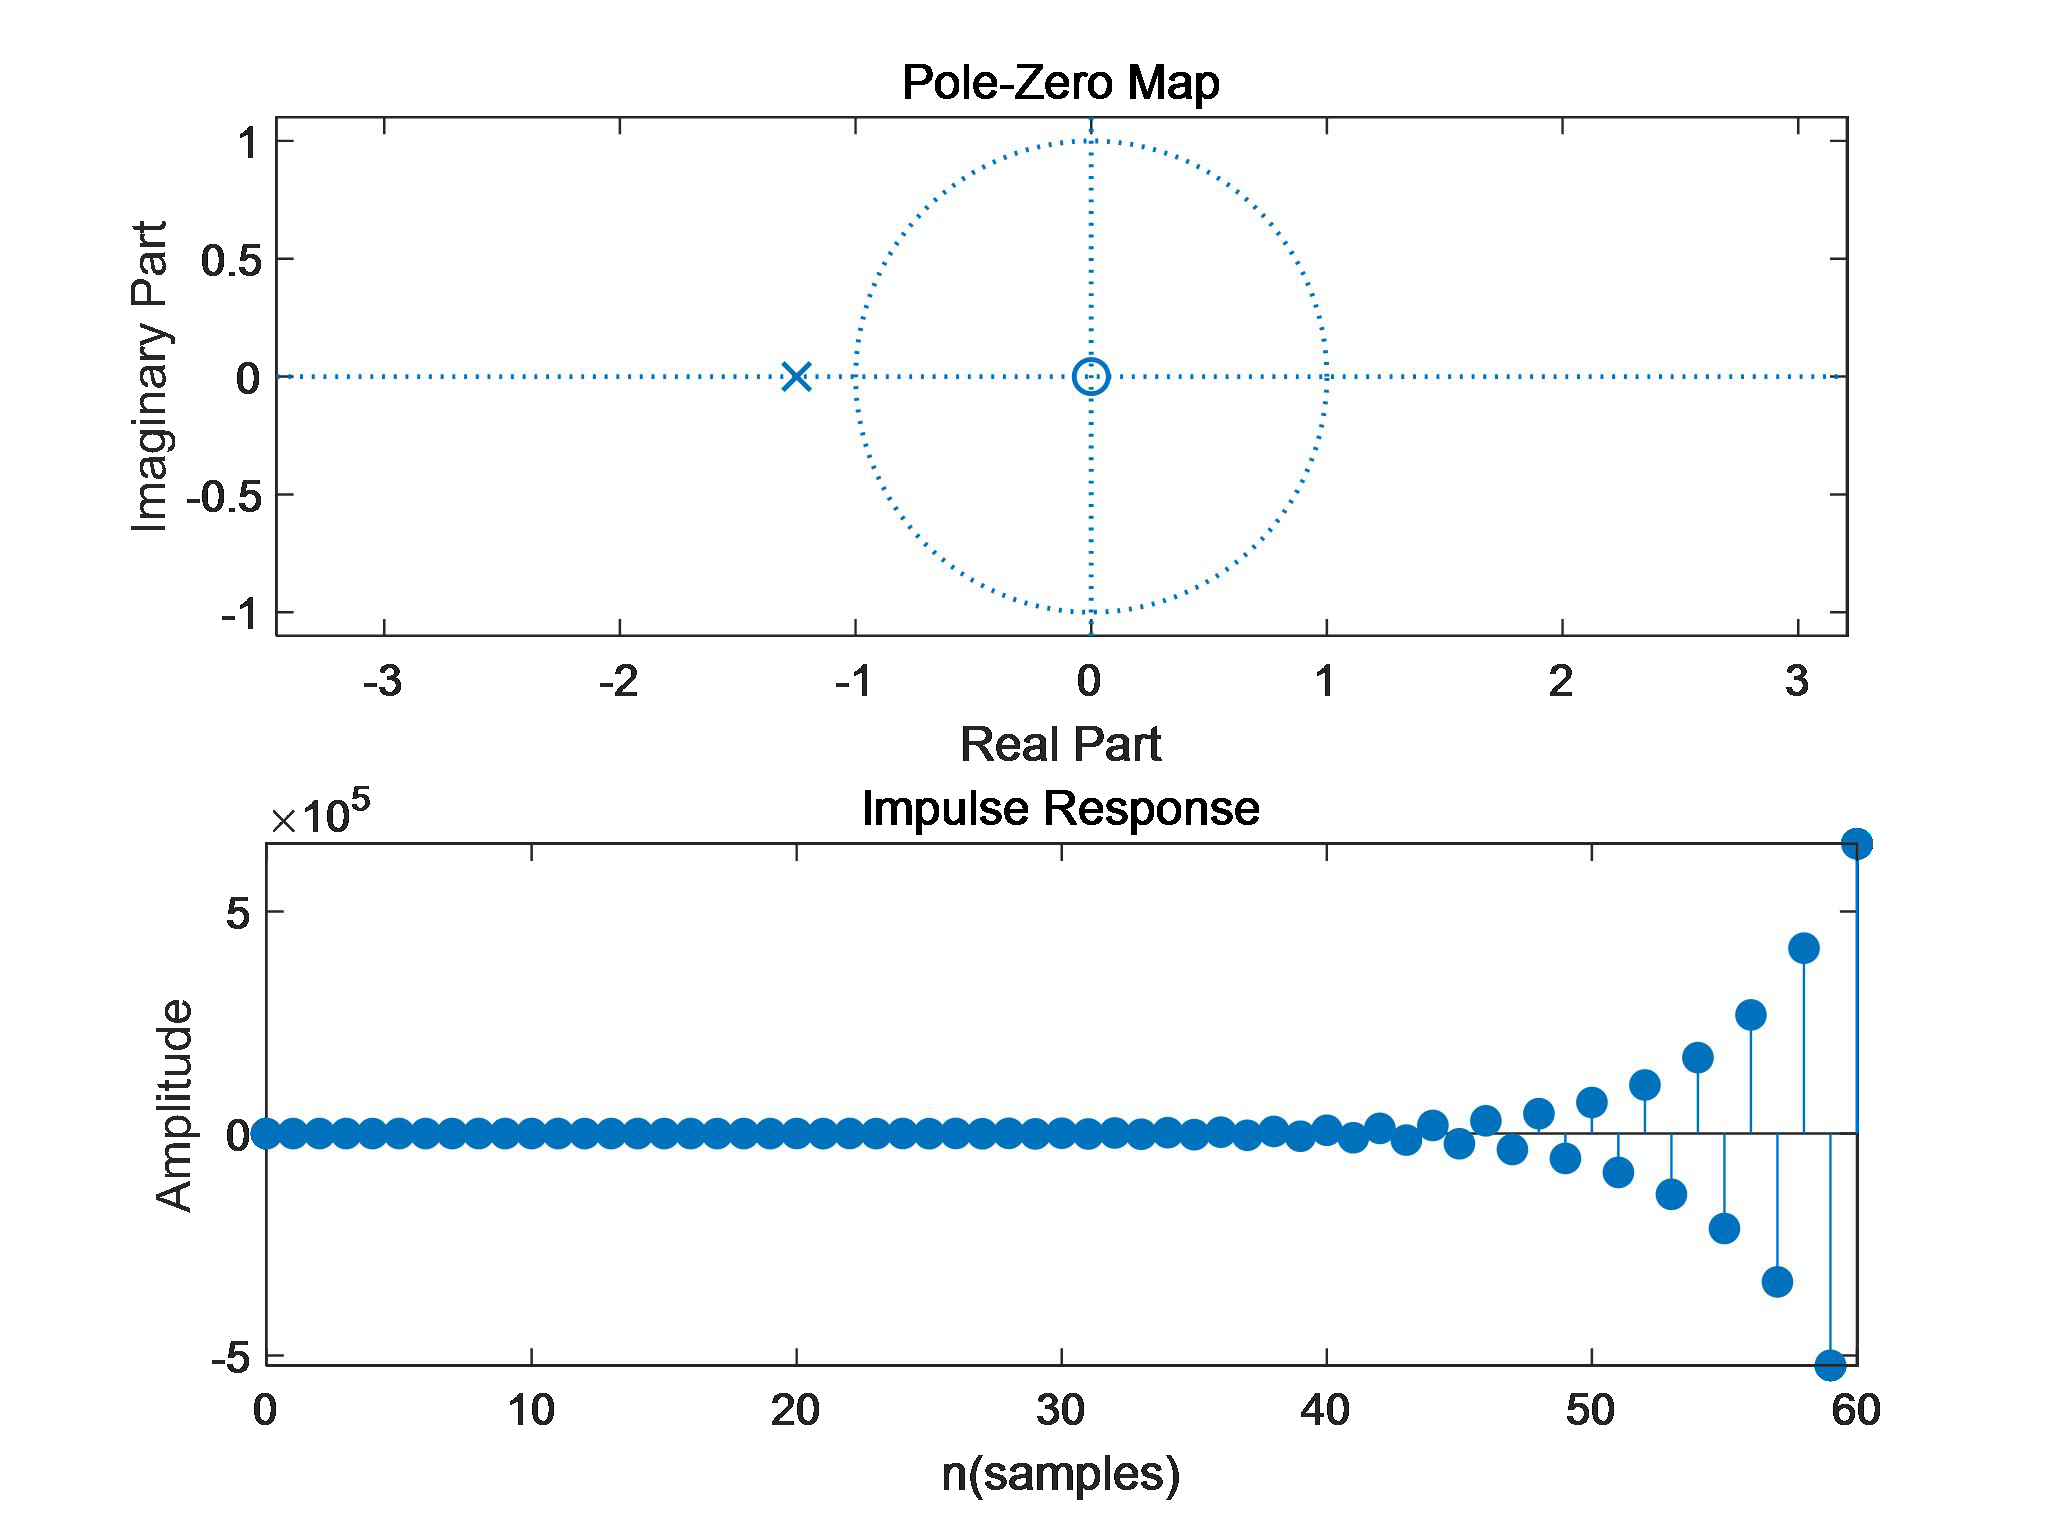 Pole-Zero Map
1
0.5
0
-0.5
-1
Imaginary Part
-3 -2 -1 0 1 2 3
Real Part
×10^5
Impulse Response
5
0
-5
Amplitude
0 10 20 30 40 50 60
n(samples)